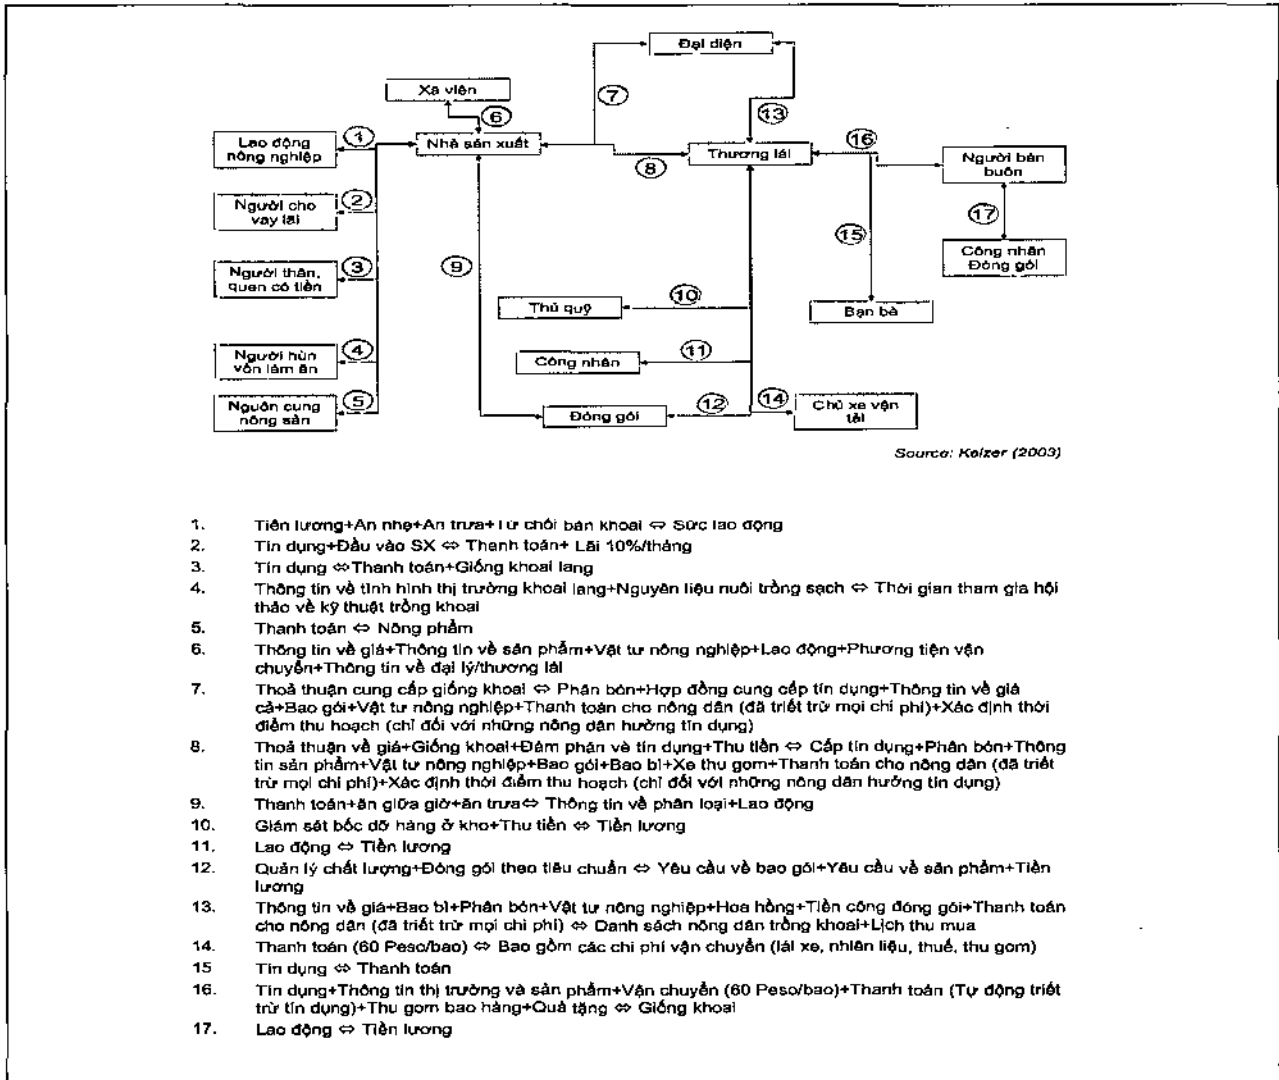 Đại diện
Xã viên
7
6
13
Lao động
nông nghiệp
1
Nhà sản xuất
8
Thương lái
16
Người bán
buôn
Người cho
vay lãi
2
15
17
Công nhân
Đóng gói
Người thân,
quen có tiền
3
9
10
Thủ quỹ
Bạn bè
Người hùn
vốn làm ăn
4
Công nhân
11
Nguồn cung
nông sản
5
Đóng gói
12
14
Chủ xe vận
tải
Source: Keizer (2003)
1. Tiền lương+Ăn nhẹ+Ăn trưa+Từ chối bán khoai ⇔ Sức lao động
2. Tín dụng+Đầu vào SX ⇔ Thanh toán+ Lãi 10%/tháng
3. Tín dụng ⇔Thanh toán+Giống khoai lang
4. Thông tin về tình hình thị trường khoai lang+Nguyên liệu nuôi trồng sạch ⇔ Thời gian tham gia hội
thảo về kỹ thuật trồng khoai
5. Thanh toán ⇔ Nông phẩm
6. Thông tin về giá+Thông tin về sản phẩm+Vật tư nông nghiệp+Lao động+Phương tiện vận
chuyển+Thông tin về đại lý/thương lái
7. Thoả thuận cung cấp giống khoai ⇔ Phân bón+Hợp đồng cung cấp tín dụng+Thông tin về giá
cả+Bao gói+Vật tư nông nghiệp+Thanh toán cho nông dân (đã triết trừ mọi chi phí)+Xác định thời
điểm thu hoạch (chỉ đối với những nông dân hưởng tín dụng)
8. Thoả thuận về giá+Giống khoai+Đàm phán về tín dụng+Thu tiền ⇔ Cấp tín dụng+Phân bón+Thông
tin sản phẩm+Vật tư nông nghiệp+Bao gói+Bao bì+Xe thu gom+Thanh toán cho nông dân (đã triết
trừ mọi chi phí)+Xác định thời điểm thu hoạch (chỉ đối với những nông dân hưởng tín dụng)
9. Thanh toán+ăn giữa giờ+ăn trưa⇔ Thông tin về phân loại+Lao động
10. Giám sát bốc dỡ hàng ở kho+Thu tiền ⇔ Tiền lương
11. Lao động ⇔ Tiền lương
12. Quản lý chất lượng+Đóng gói theo tiêu chuẩn ⇔ Yêu cầu về bao gói+Yêu cầu về sản phẩm+Tiền
lương
13. Thông tin về giá+Bao bì+Phân bón+Vật tư nông nghiệp+Hoa hồng+Tiền công đóng gói+Thanh toán
cho nông dân (đã triết trừ mọi chi phí) ⇔ Danh sách nông dân trồng khoai+Lịch thu mua
14. Thanh toán (60 Peso/bao) ⇔ Bao gồm các chi phí vận chuyển (lái xe, nhiên liệu, thuế, thu gom)
15 Tín dụng ⇔ Thanh toán
16. Tín dụng+Thông tin thị trường và sản phẩm+Vận chuyển (60 Peso/bao)+Thanh toán (Tự động triết
trừ tín dụng)+Thu gom bao hàng+Quà tặng ⇔ Giống khoai
17. Lao động ⇔ Tiền lương